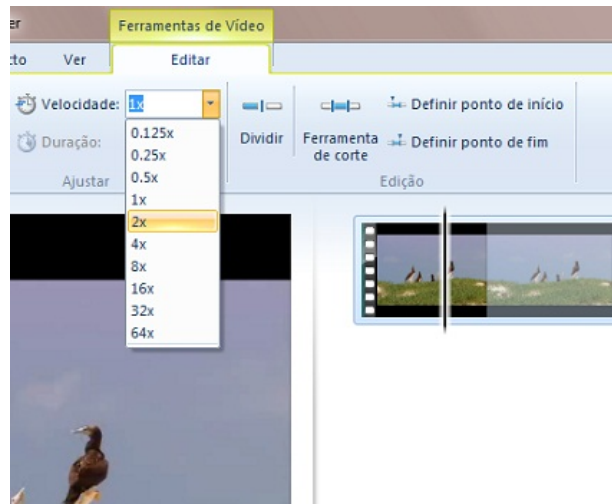 er
Ferramentas de Vídeo
cto
Ver
Editar
Velocidade:
1x
Duração:
Ajustar
0.125x
0.25x
0.5x
1x
2x
4x
8x
16x
32x
64x
Dividir
Ferramenta
de corte
Definir ponto de início
Definir ponto de fim
Edição